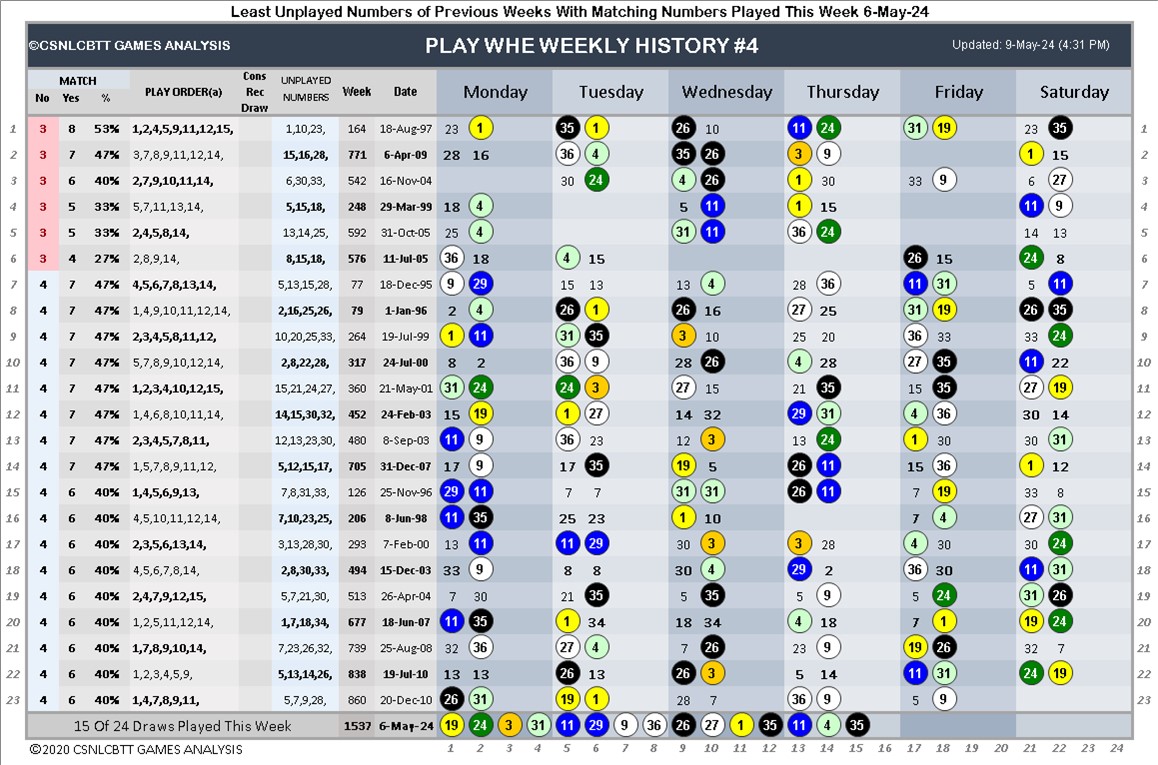 Least Unplayed Numbers of Previous Weeks With Matching Numbers Played This Week 6-May-24
©CSNLCBTT GAMES ANALYSIS PLAY WHE WEEKLY HISTORY #4 Updated: 9-May-24 (4:31 PM)
MATCH
No Yes % PLAY ORDER(a) Cons Rec Draw UNPLAYED NUMBERS Week Date Monday Tuesday Wednesday Thursday Friday Saturday
1 3 8 53% 1,2,4,5,9,11,12,15, 1,10,23, 164 18-Aug-97 23 1 35 1 26 10 11 24 31 19 23 35 1
2 3 7 47% 3,7,8,9,11,12,14, 15,16,28, 771 6-Apr-09 28 16 36 4 35 26 3 9 1 15 2
3 3 6 40% 2,7,9,10,11,14, 6,30,33, 542 16-Nov-04 30 24 4 26 1 30 33 9 6 27 3
4 3 5 33% 5,7,11,13,14, 5,15,18, 248 29-Mar-99 18 4 5 11 1 15 11 9 4
5 3 5 33% 2,4,5,8,14, 13,14,25, 592 31-Oct-05 25 4 31 11 36 24 14 13 5
6 3 4 27% 2,8,9,14, 8,15,18, 576 11-Jul-05 36 18 4 15 26 15 24 8 6
7 4 7 47% 4,5,6,7,8,13,14, 5,13,15,28, 77 18-Dec-95 9 29 15 13 13 4 28 36 11 31 5 11 7
8 4 7 47% 1,4,9,10,11,12,14, 2,16,25,26, 79 1-Jan-96 2 4 26 1 26 16 27 25 31 19 26 35 8
9 4 7 47% 2,3,4,5,8,11,12, 10,20,25,33, 264 19-Jul-99 1 11 31 35 3 10 25 20 36 33 33 24 9
10 4 7 47% 5,7,8,9,10,12,14, 2,8,22,28, 317 24-Jul-00 8 2 36 9 28 26 4 28 27 35 11 22 10
11 4 7 47% 1,2,3,4,10,12,15, 15,21,24,27, 360 21-May-01 31 24 24 3 27 15 21 35 15 35 27 19 11
12 4 7 47% 1,4,6,8,10,11,14, 14,15,30,32, 452 24-Feb-03 15 19 1 27 14 32 29 31 4 36 30 14 12
13 4 7 47% 2,3,4,5,7,8,11, 12,13,23,30, 480 8-Sep-03 11 9 36 23 12 3 13 24 1 30 30 31 13
14 4 7 47% 1,5,7,8,9,11,12, 5,12,15,17, 705 31-Dec-07 17 9 17 35 19 5 26 11 15 36 1 12 14
15 4 6 40% 1,4,5,6,9,13, 7,8,31,33, 126 25-Nov-96 29 11 7 7 31 31 26 11 7 19 33 8 15
16 4 6 40% 4,5,10,11,12,14, 7,10,23,25, 206 8-Jun-98 11 35 25 23 1 10 7 4 27 31 16
17 4 6 40% 2,3,5,6,13,14, 3,13,28,30, 293 7-Feb-00 13 11 11 29 30 3 3 28 4 30 30 24 17
18 4 6 40% 4,5,6,7,8,14, 2,8,30,33, 494 15-Dec-03 33 9 8 8 30 4 29 2 36 30 11 31 18
19 4 6 40% 2,4,7,9,12,15, 5,7,21,30, 513 26-Apr-04 7 30 21 35 5 35 5 9 5 24 31 26 19
20 4 6 40% 1,2,5,11,12,14, 1,7,18,34, 677 18-Jun-07 11 35 1 34 18 34 4 18 7 1 19 24 20
21 4 6 40% 1,7,8,9,10,14, 7,23,26,32, 739 25-Aug-08 32 36 27 4 7 26 23 9 19 26 32 7 21
22 4 6 40% 1,2,3,4,5,9, 5,13,14,26, 838 19-Jul-10 13 13 26 13 26 3 5 14 11 31 24 19 22
23 4 6 40% 1,4,7,8,9,11, 5,7,9,28, 860 20-Dec-10 26 31 19 1 28 7 36 9 5 9 23
15 Of 24 Draws Played This Week 1537 6-May-24 19 24 3 31 11 29 9 36 26 27 1 35 11 4 35
©2020 CSNLCBTT GAMES ANALYSIS 1 2 3 4 5 6 7 8 9 10 11 12 13 14 15 16 17 18 19 20 21 22 23 24